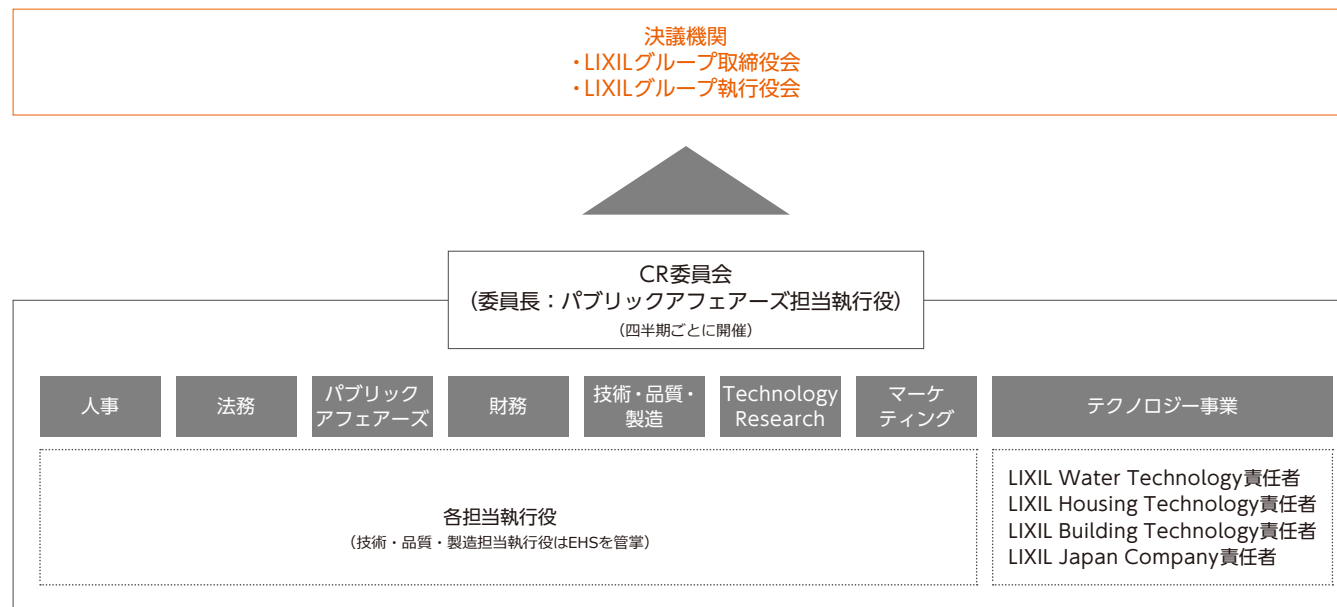 決議機関
・LIXILグループ取締役会
・LIXILグループ執行役会
CR委員会
（委員長：パブリックアフェアーズ担当執行役）
（四半期ごとに開催）
人事
法務
パブリック
アフェアーズ
財務
技術・品質・
製造
Technology
Research
マーケ
ティング
テクノロジー事業
各担当執行役
（技術・品質・製造担当執行役はEHSを管掌）
LIXIL Water Technology責任者
LIXIL Housing Technology責任者
LIXIL Building Technology責任者
LIXIL Japan Company責任者